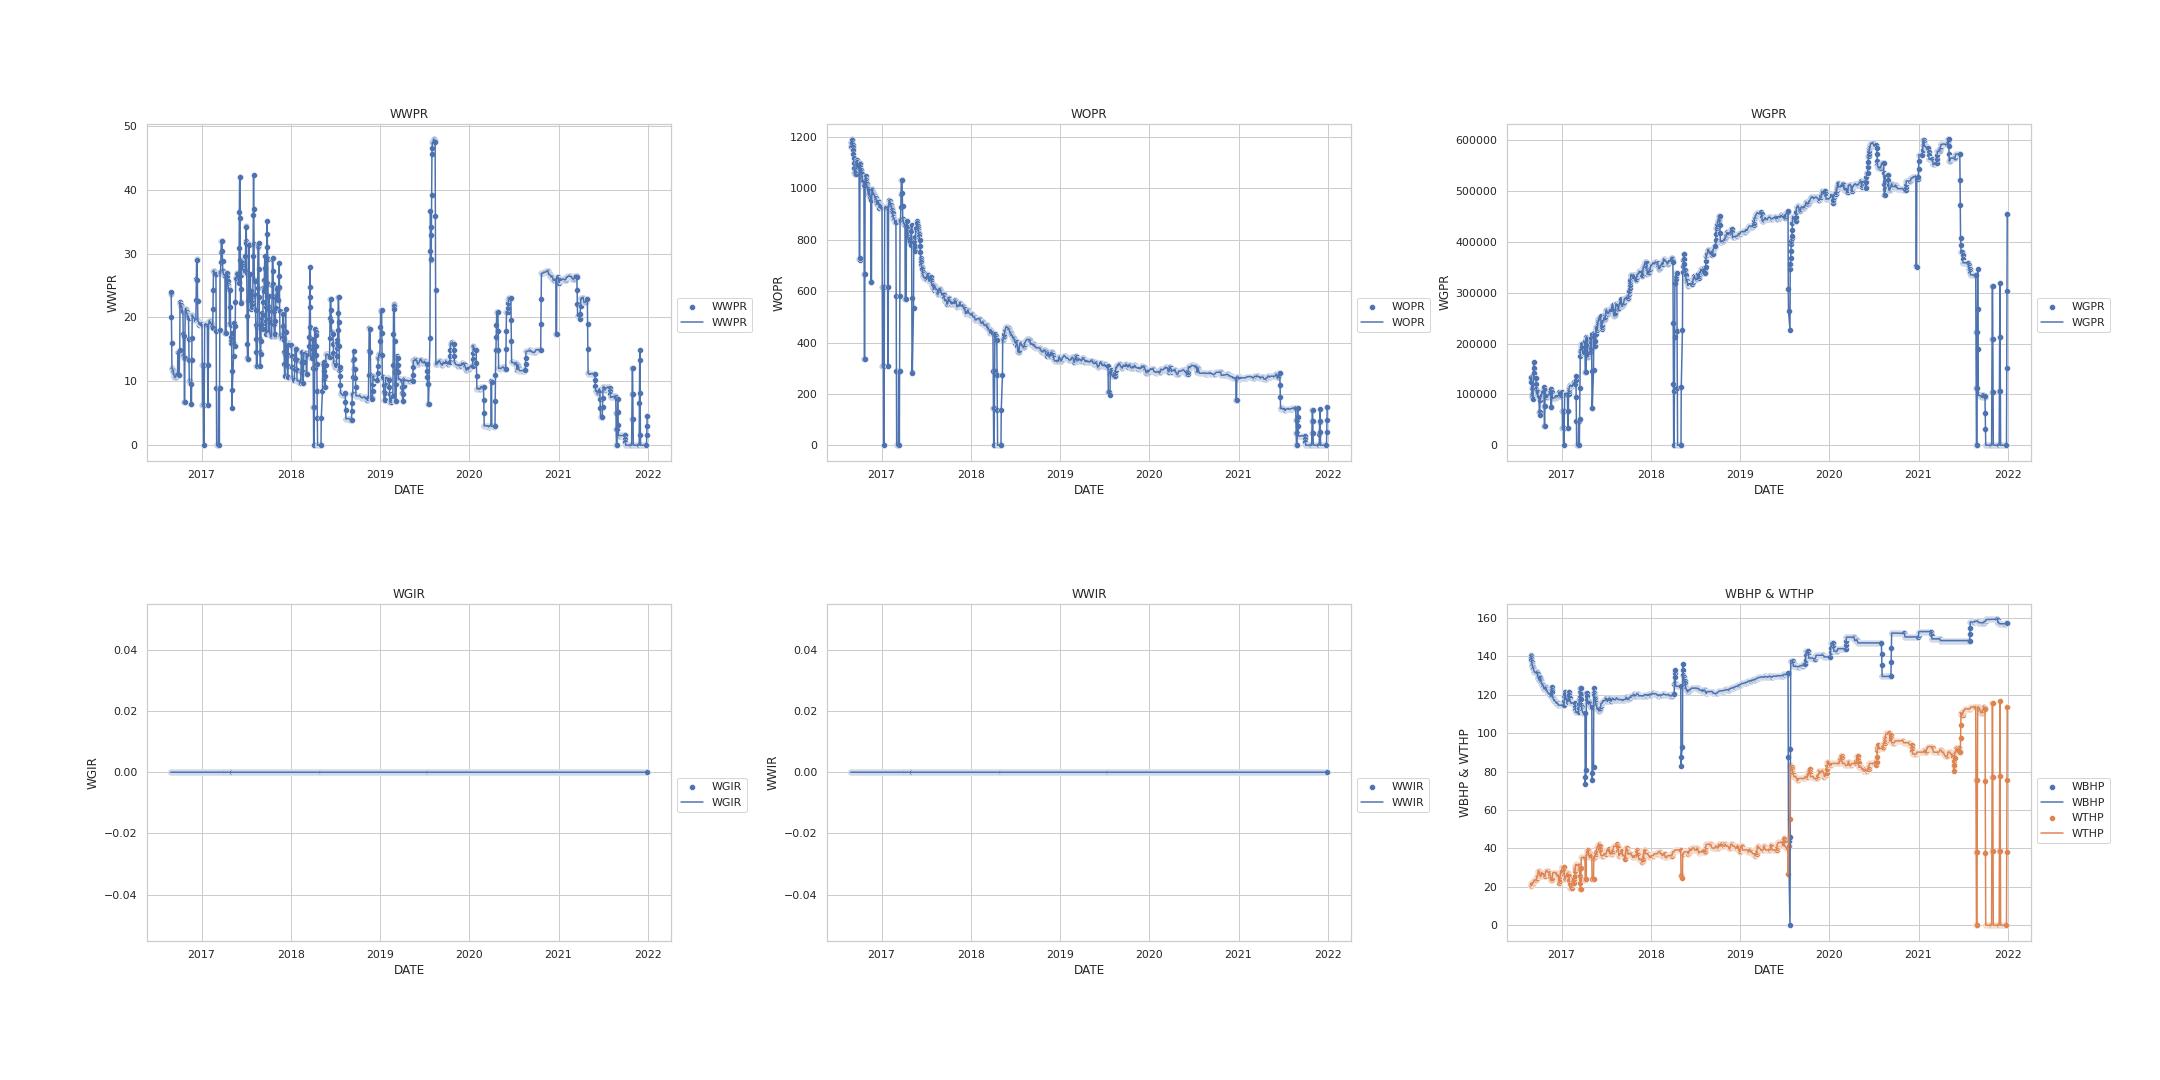 WWPR
50
40
30
20
10
0
WWPR
2017 2018 2019 2020 2021 2022
DATE
WWPR
WWPR
WOPR
1200
1000
800
600
400
200
0
WOPR
2017 2018 2019 2020 2021 2022
DATE
WOPR
WOPR
WGPR
600000
500000
400000
300000
200000
100000
0
WGPR
2017 2018 2019 2020 2021 2022
DATE
WGPR
WGPR
WGIR
0.04
0.02
0.00
−0.02
−0.04
WGIR
2017 2018 2019 2020 2021 2022
DATE
WGIR
WGIR
WWIR
0.04
0.02
0.00
−0.02
−0.04
WWIR
2017 2018 2019 2020 2021 2022
DATE
WWIR
WWIR
WBHP & WTHP
160
140
120
100
80
60
40
20
0
WBHP & WTHP
2017 2018 2019 2020 2021 2022
DATE
WBHP
WBHP
WTHP
WTHP